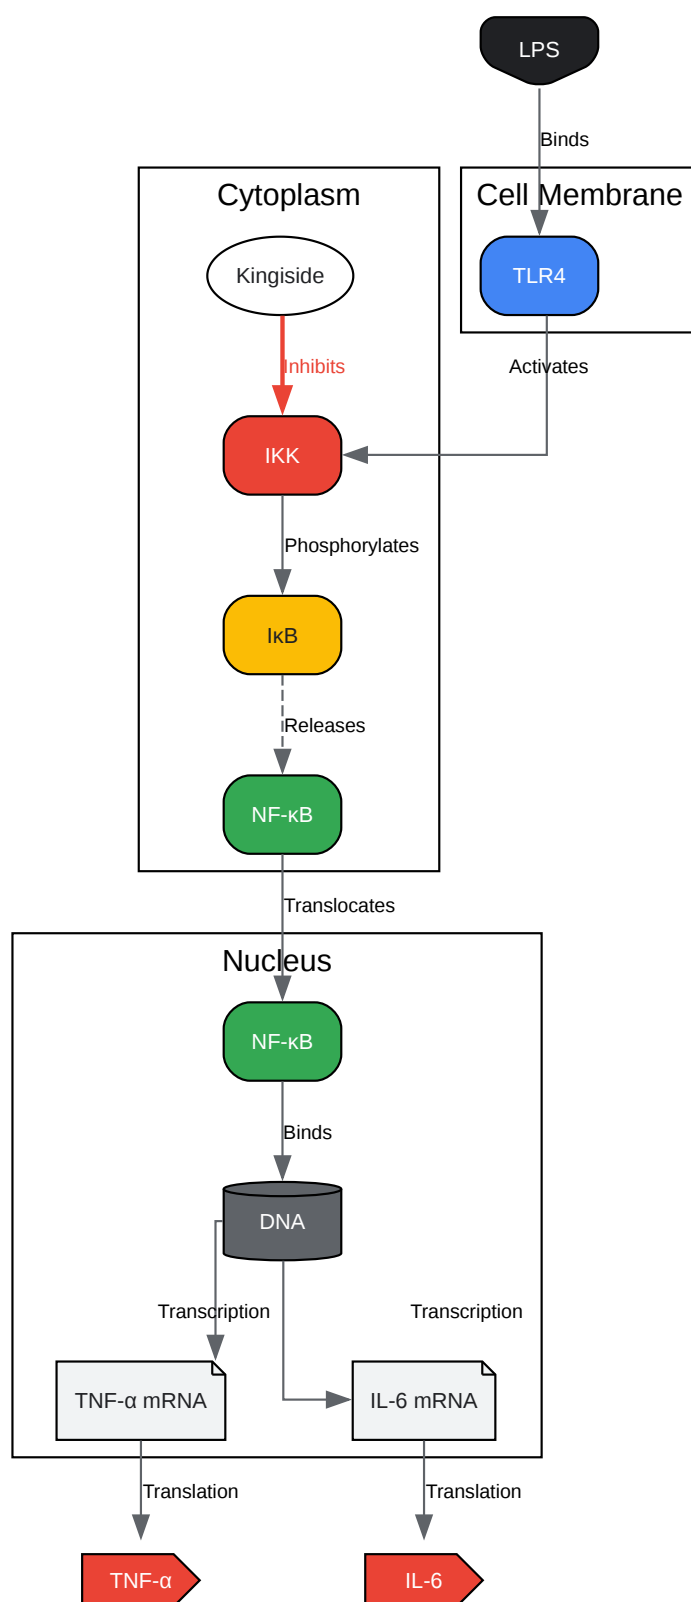 LPS
Binds
Cytoplasm
Cell Membrane
Kingiside
TLR4
Inhibits
Activates
IKK
Phosphorylates
IκB
Releases
NF-κB
Translocates
Nucleus
NF-κB
Binds
DNA
Transcription
Transcription
TNF-α mRNA
IL-6 mRNA
Translation
Translation
TNF-α
IL-6